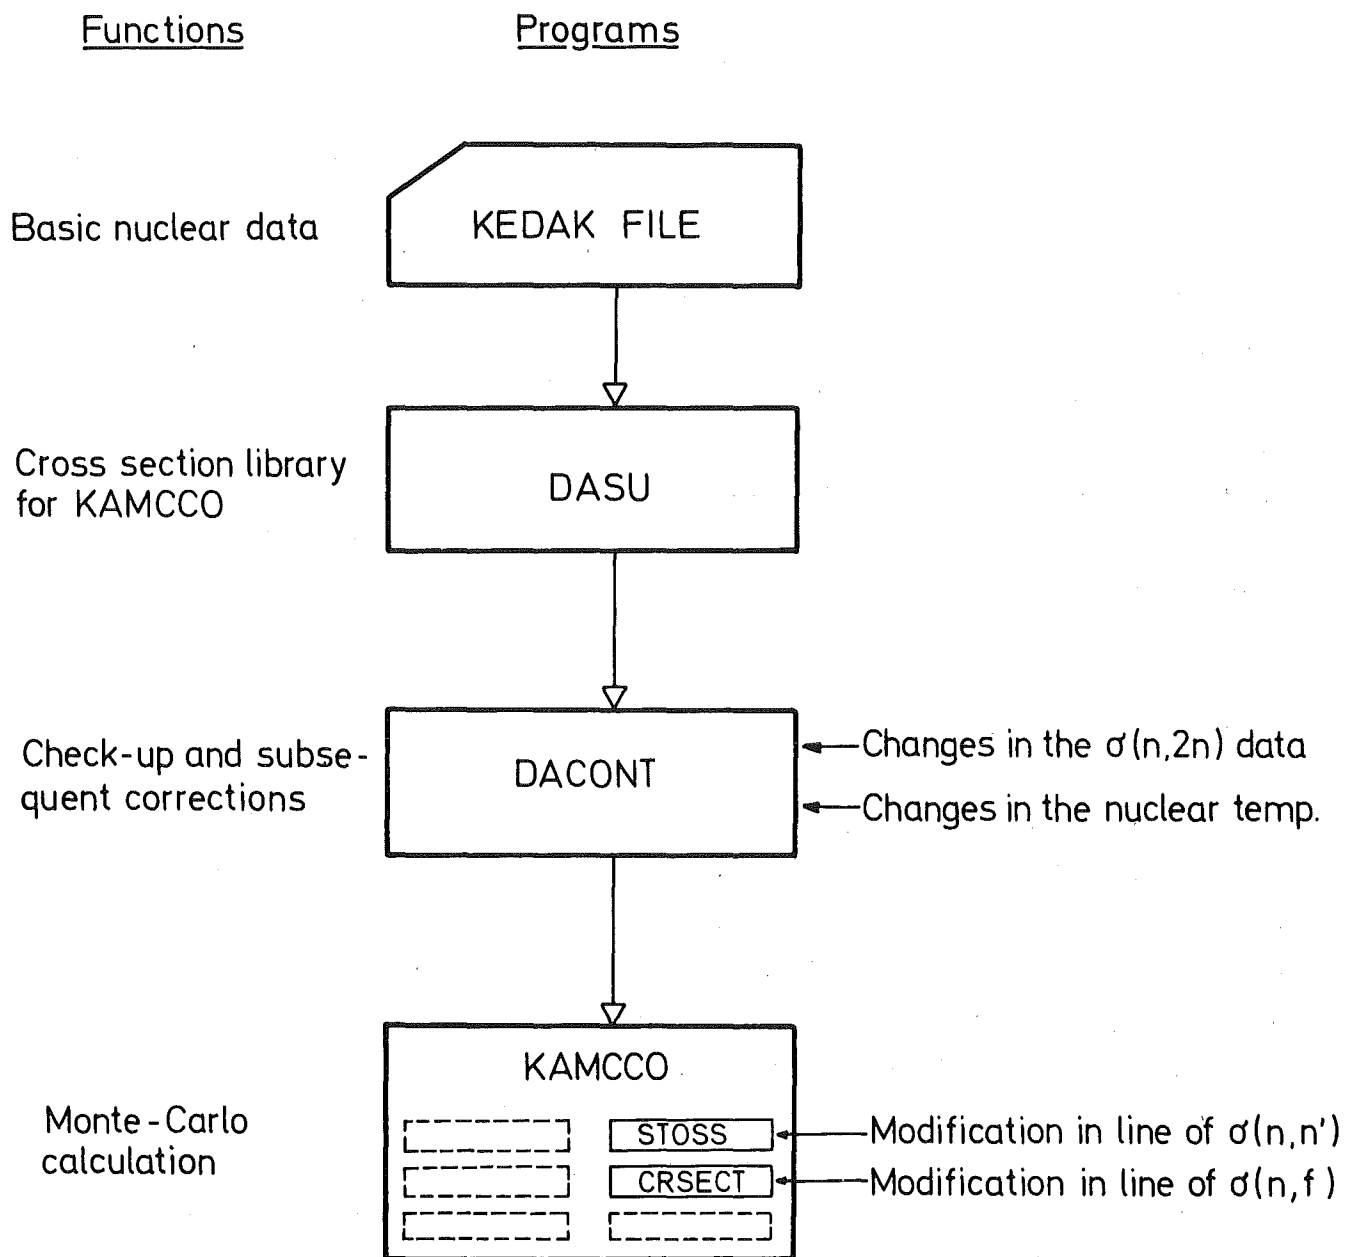 Functions
Programs
Basic nuclear data
KEDAK FILE
Cross section library
for KAMCCO
DASU
Check-up and subse-
quent corrections
DACONT
Changes in the σ(n,2n) data
Changes in the nuclear temp.
KAMCCO
Monte-Carlo
calculation
STOSS
Modification in line of σ(n,n')
CRSECT
Modification in line of σ(n,f)